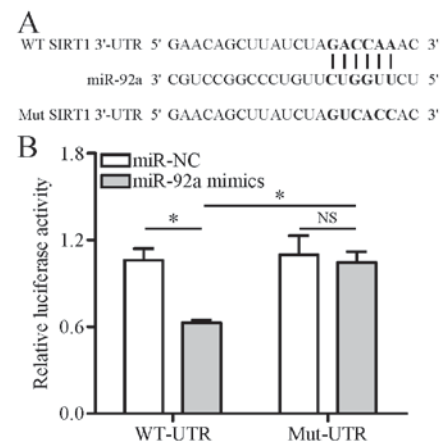 A
WT SIRT1 3'-UTR 5' GAACAGCUUAUCUAGACCAAAC 3'
miR-92a 3' CGUCCGGCCCUGUUCUGGUUCU 5'
Mut SIRT1 3'-UTR 5' GAACAGCUUAUCUAGUCACCAC 3'
B
Relative luciferase activity
1.8
1.2
0.6
0.0
miR-NC
miR-92a mimics
*
*
NS
WT-UTR
Mut-UTR